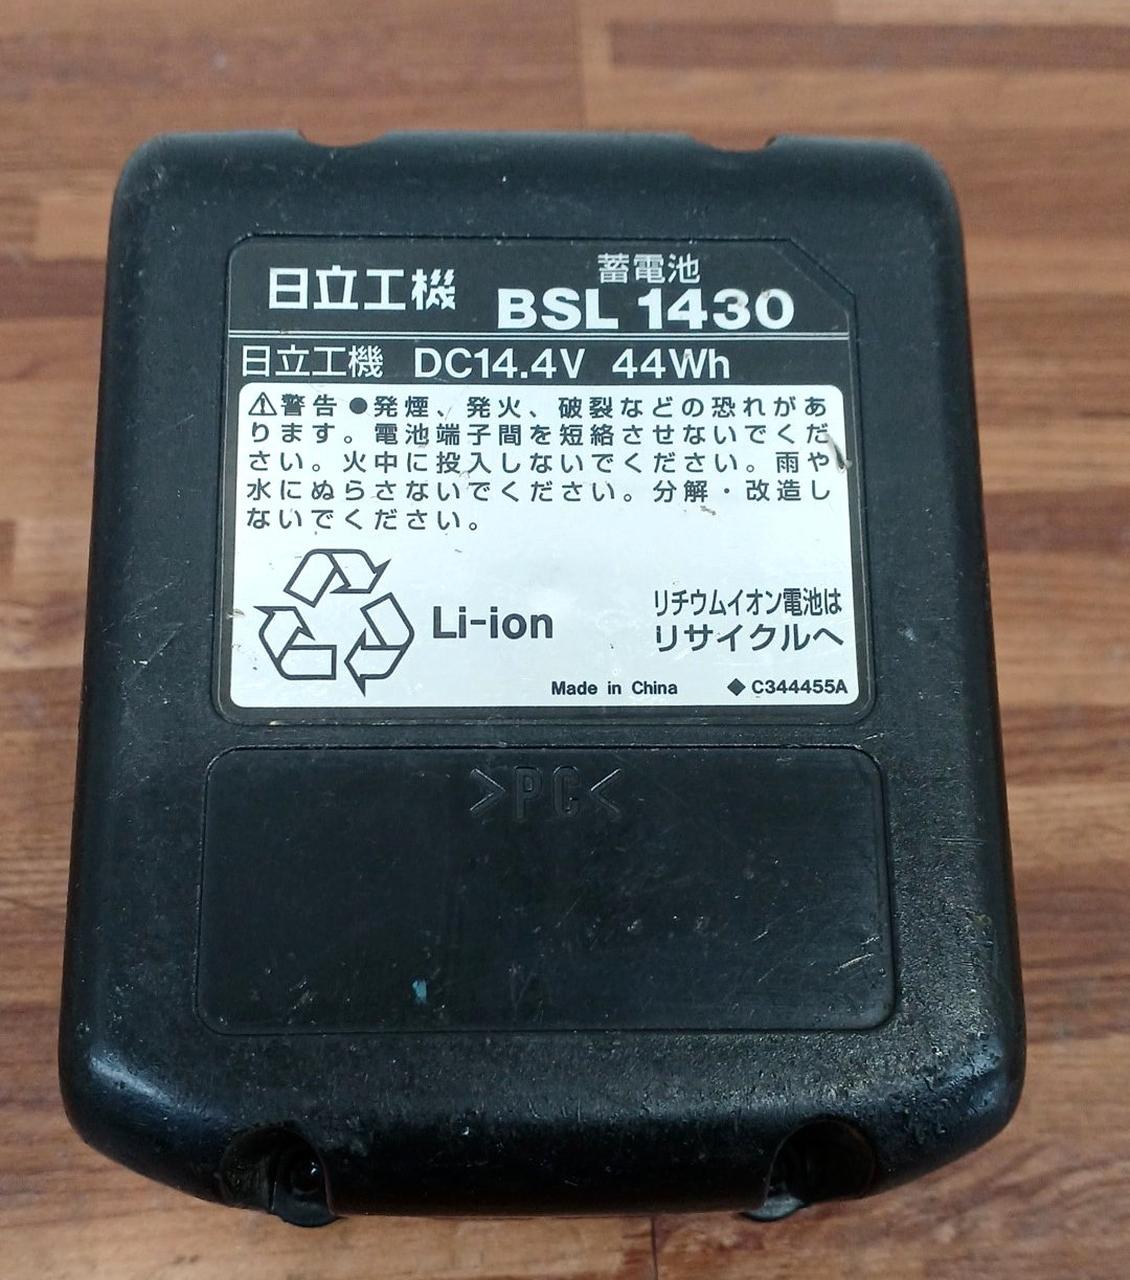 日立工機
蓄電池
BSL 1430
日立工機 DC14.4V 44Wh
⚠警告 ●発煙、発火、破裂などの恐れがあ
ります。電池端子間を短絡させないでくだ
さい。火中に投入しないでください。雨や
水にぬらさないでください。分解・改造し
ないでください。
Li-ion
リチウムイオン電池は
リサイクルへ
Made in China ◆C344455A
>PC<